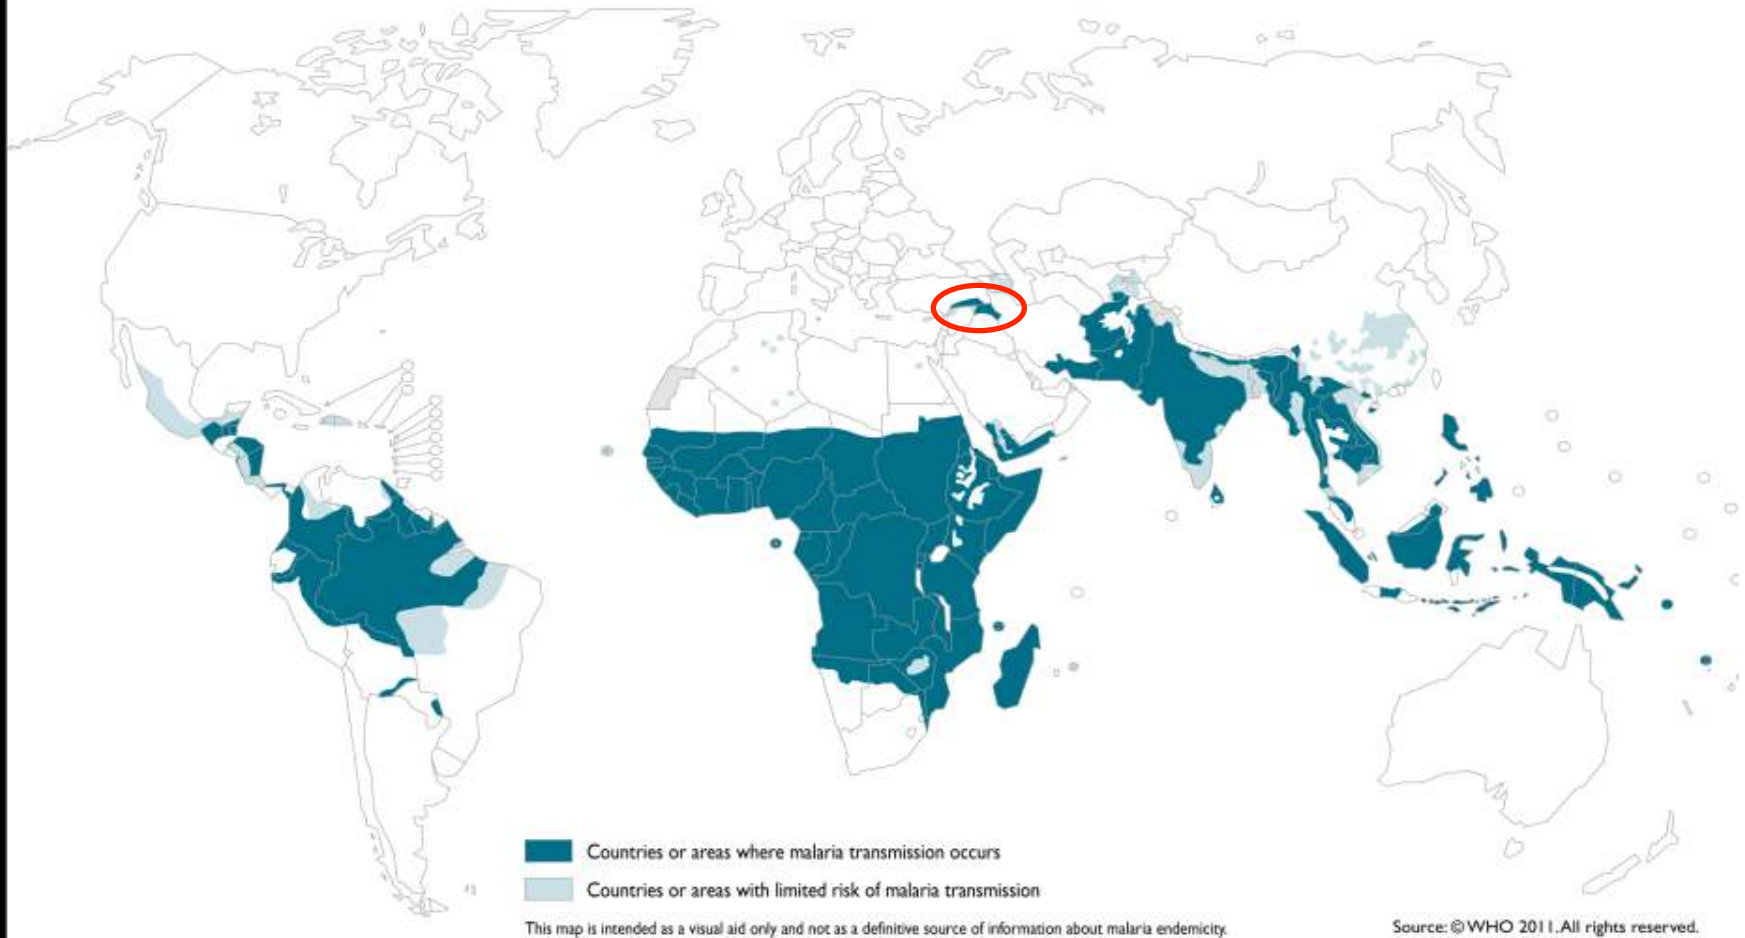 Countries or areas where malaria transmission occurs
Countries or areas with limited risk of malaria transmission
This map is intended as a visual aid only and not as a definitive source of information about malaria endemicity.
Source: © WHO 2011. All rights reserved.